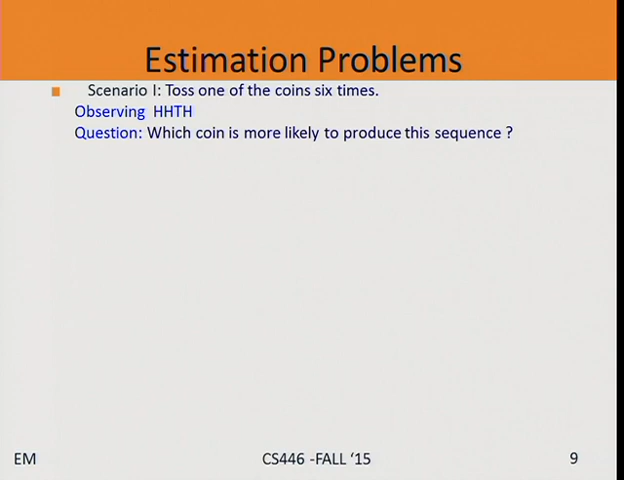 Estimation Problems
Scenario I: Toss one of the coins six times.
Observing HHTH
Question: Which coin is more likely to produce this sequence ?
EM
CS446 -FALL ‘15
9